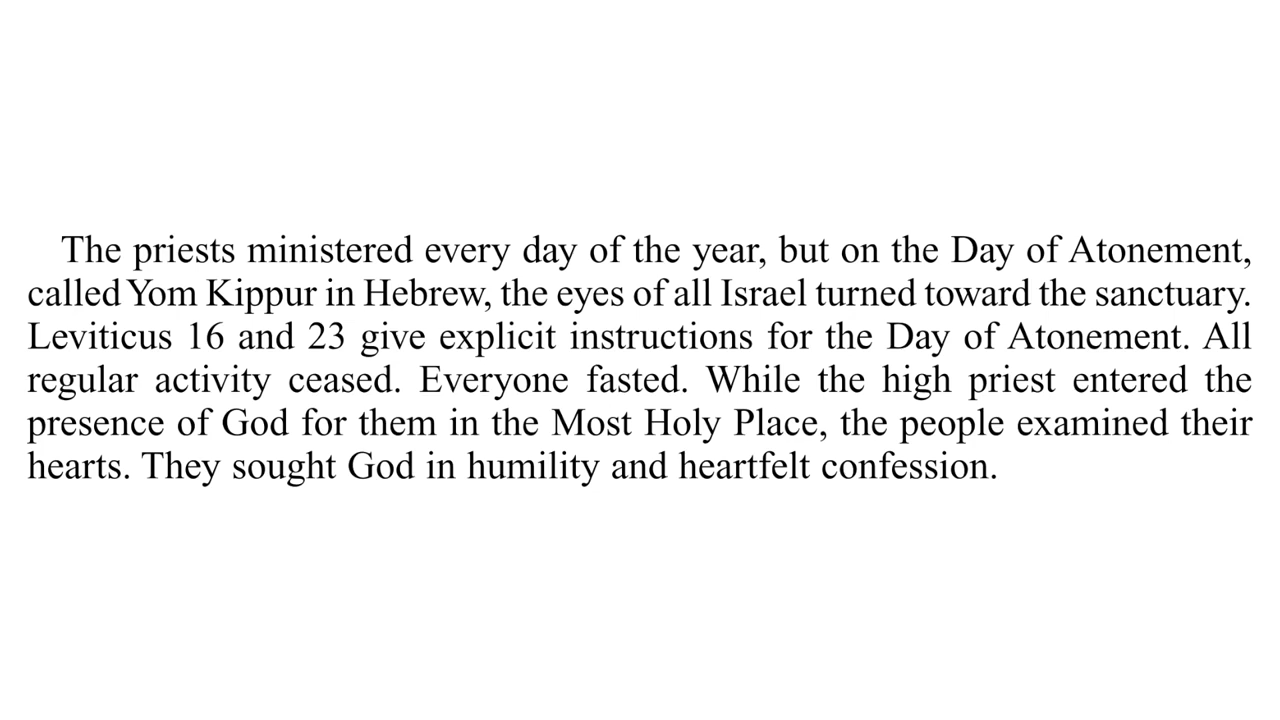 The priests ministered every day of the year, but on the Day of Atonement,
called Yom Kippur in Hebrew, the eyes of all Israel turned toward the sanctuary.
Leviticus 16 and 23 give explicit instructions for the Day of Atonement. All
regular activity ceased. Everyone fasted. While the high priest entered the
presence of God for them in the Most Holy Place, the people examined their
hearts. They sought God in humility and heartfelt confession.